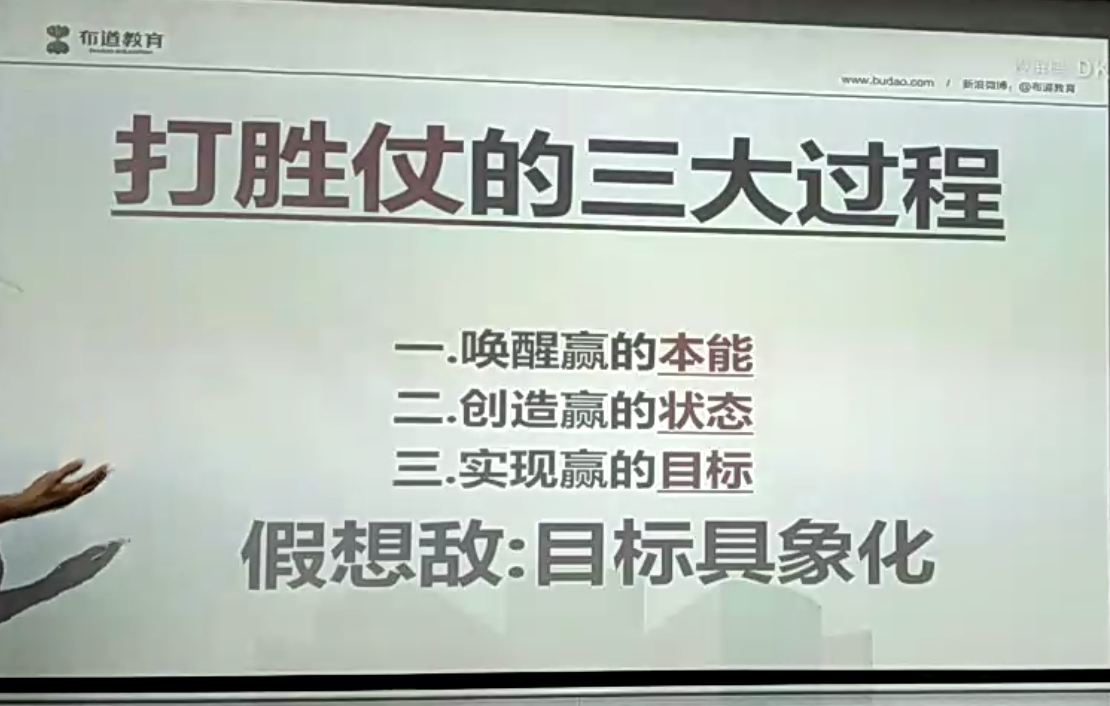 布道教育
www.budao.com / 新浪微博：@布道教育
打胜仗的三大过程
一.唤醒赢的本能
二.创造赢的状态
三.实现赢的目标
假想敌:目标具象化